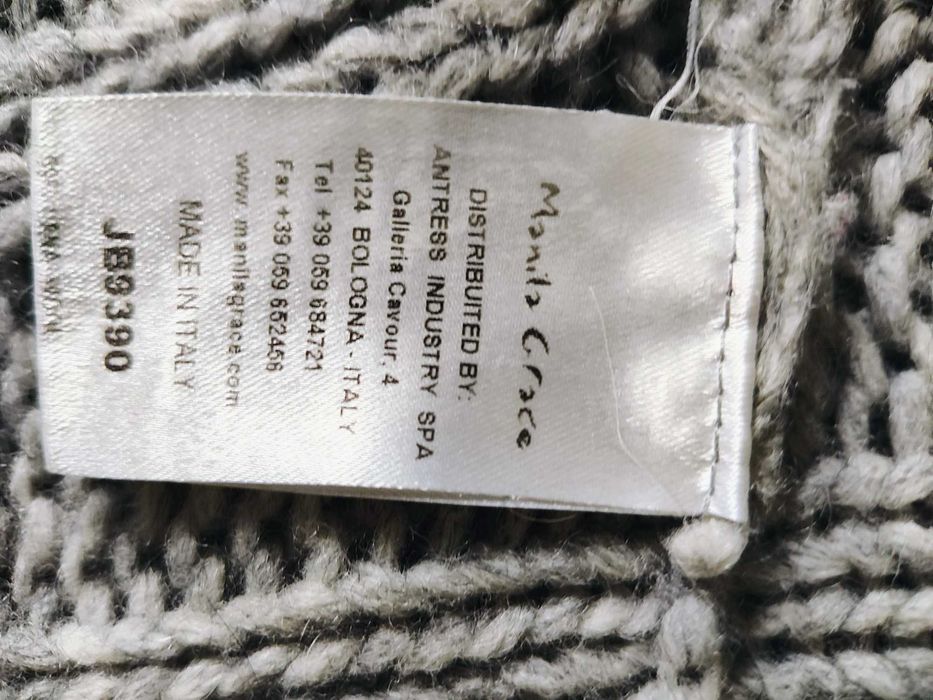 Manila Grace
DISTRIBUITED BY:
ANTRESS INDUSTRY SPA
Galleria Cavour, 4
40124 BOLOGNA - ITALY
Tel +39 059 684721
Fax +39 059 6522456
www.manilagrace.com
MADE IN ITALY
JB9390